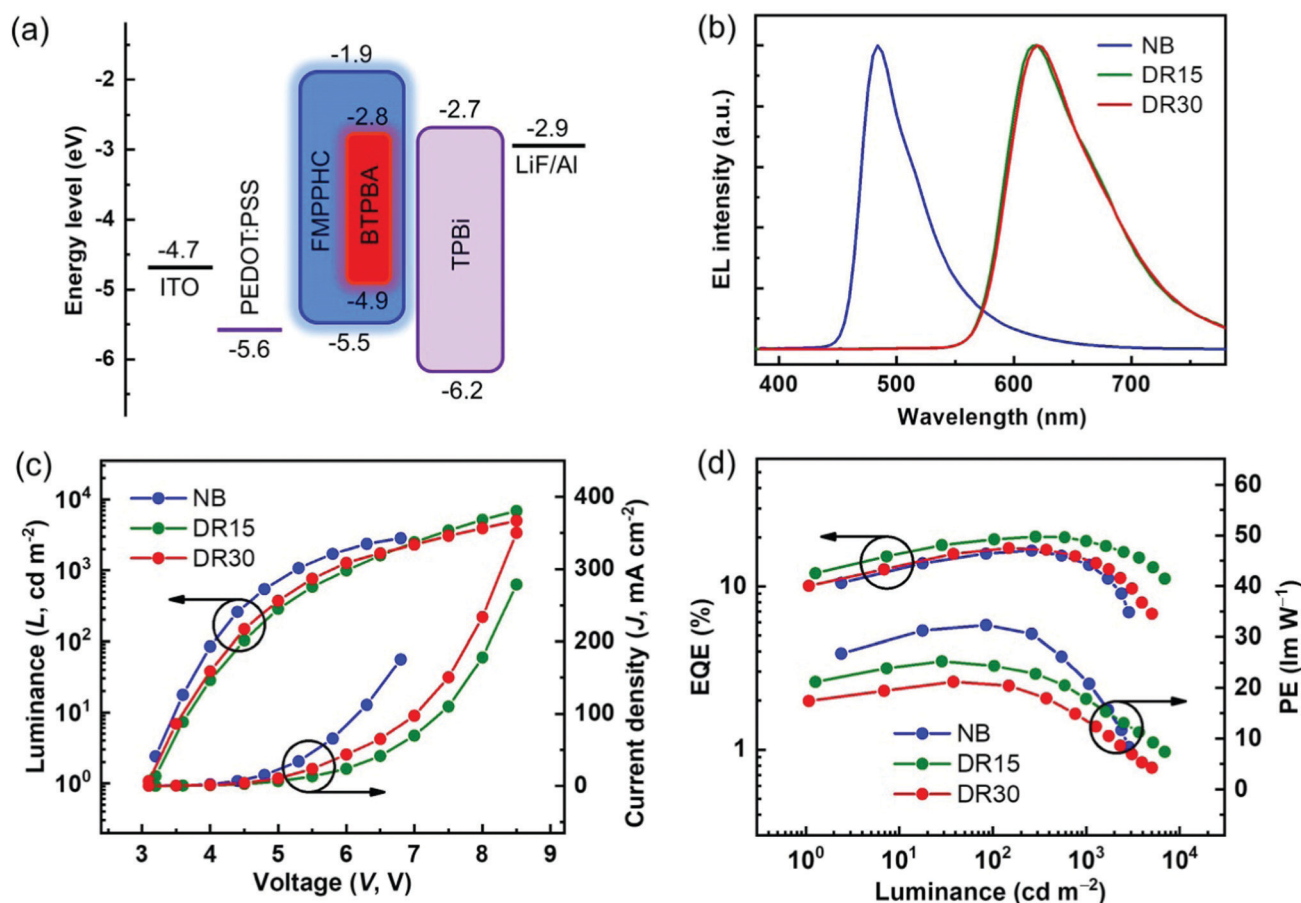 (a)
Energy level (eV)
-2
-3
-4
-5
-6
-4.7
ITO
PEDOT:PSS
-5.6
-1.9
FMPPHC
-2.8
BTPBA
-4.9
-5.5
-2.7
TPBi
-6.2
-2.9
LiF/Al
(b)
EL intensity (a.u.)
NB
DR15
DR30
400 500 600 700
Wavelength (nm)
(c)
Luminance (L, cd m⁻²)
10⁴
10³
10²
10¹
10⁰
NB
DR15
DR30
400
300
200
100
0
Current density (J, mA cm⁻²)
3 4 5 6 7 8 9
Voltage (V, V)
(d)
EQE (%)
10
1
NB
DR15
DR30
60
50
40
30
20
10
0
PE (lm W⁻¹)
10⁰ 10¹ 10² 10³ 10⁴
Luminance (cd m⁻²)